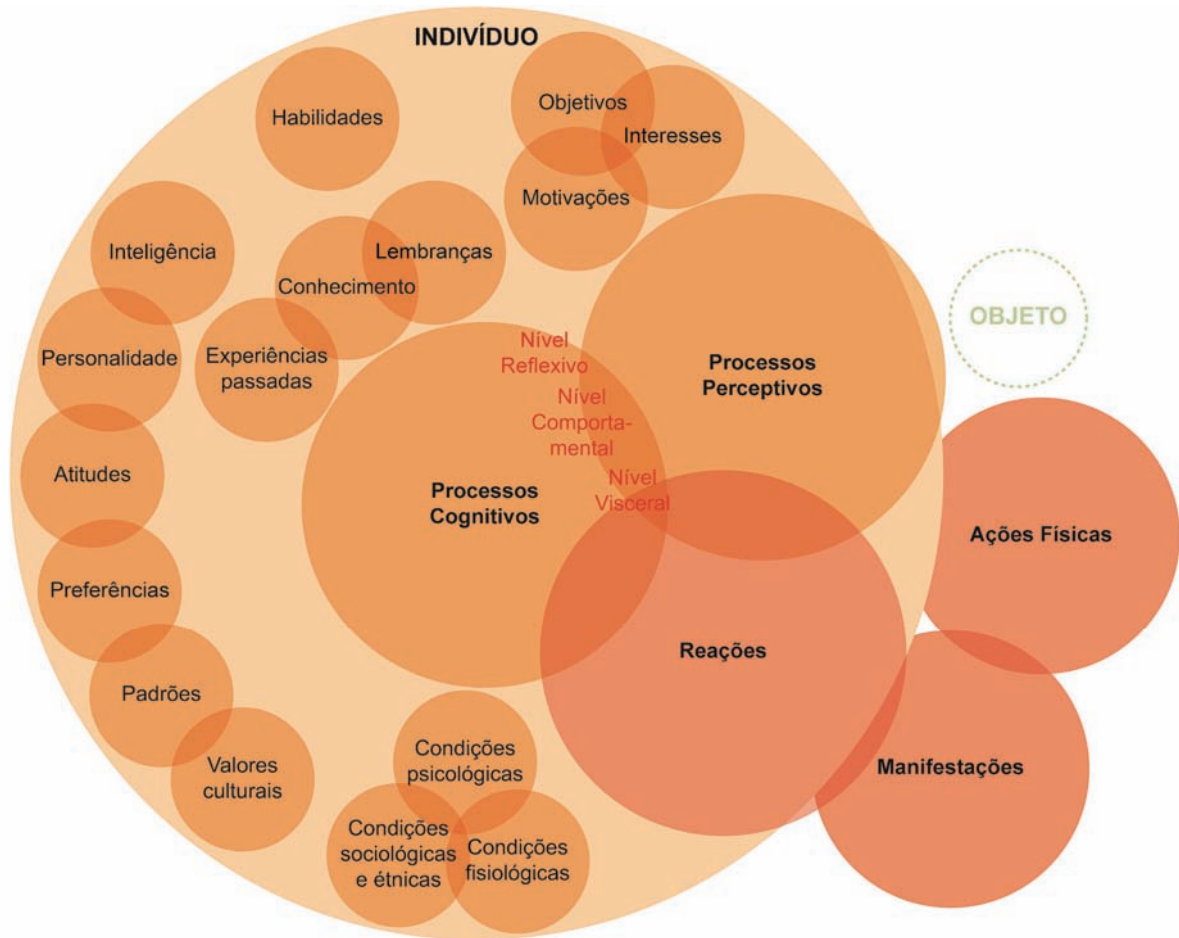 INDIVÍDUO
Habilidades
Objetivos
Interesses
Motivações
Inteligência
Lembranças
Conhecimento
Personalidade
Experiências
passadas
Nível
Reflexivo
Nível
Comporta-
mental
Nível
Visceral
Processos
Perceptivos
OBJETO
Atitudes
Processos
Cognitivos
Ações Físicas
Preferências
Reações
Padrões
Manifestações
Valores
culturais
Condições
psicológicas
Condições
sociológicas
e étnicas
Condições
fisiológicas